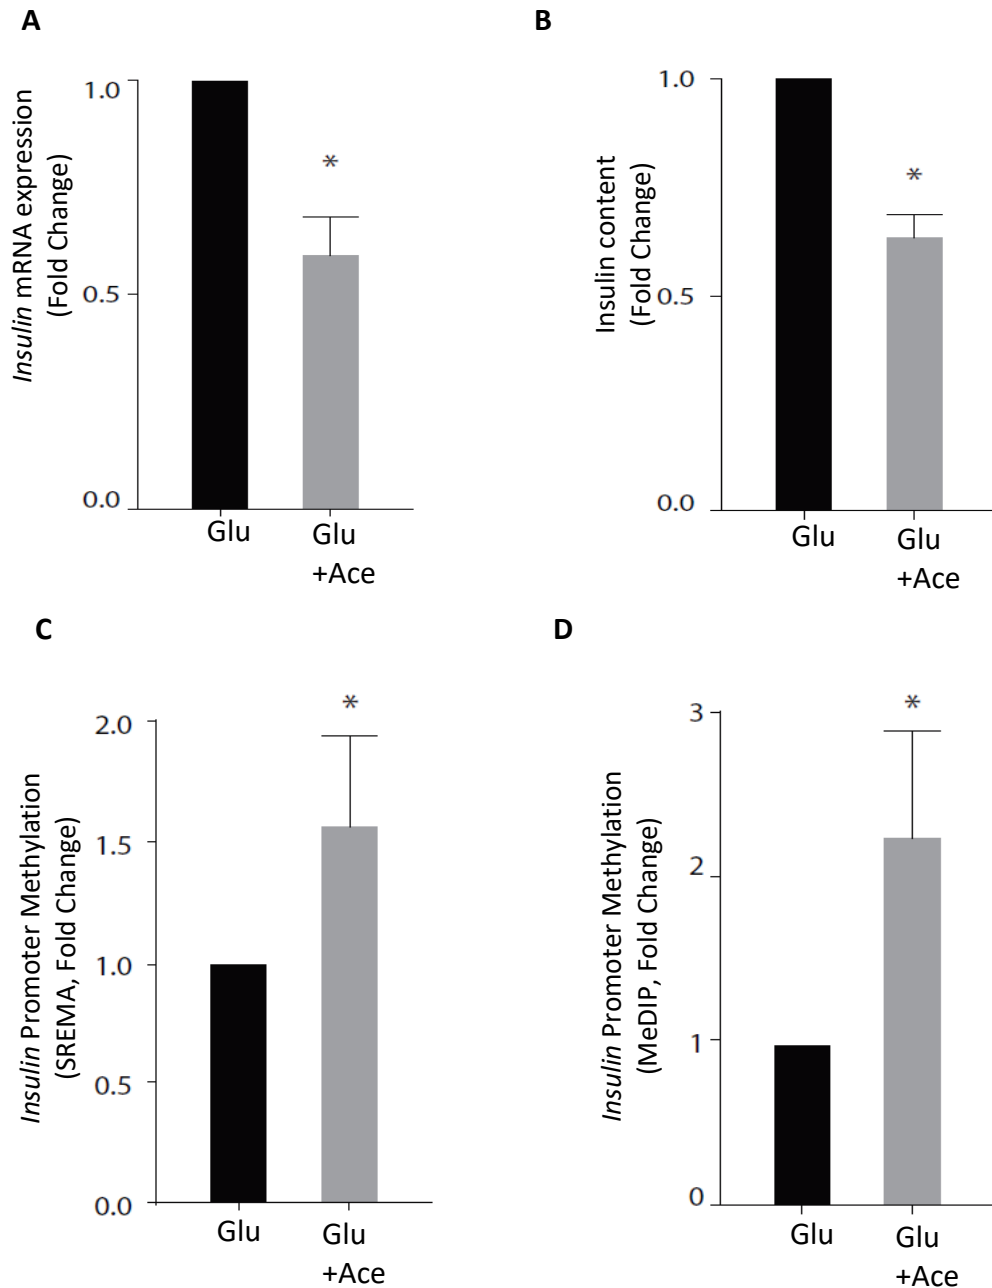 A
Insulin mRNA expression
(Fold Change)
1.0
0.5
0.0
*
Glu
Glu
+Ace
B
Insulin content
(Fold Change)
1.0
0.5
0.0
*
Glu
Glu
+Ace
C
Insulin Promoter Methylation
(SREMA, Fold Change)
2.0
1.5
1.0
0.5
0.0
*
Glu
Glu
+Ace
D
Insulin Promoter Methylation
(MeDIP, Fold Change)
3
2
1
0
*
Glu
Glu
+Ace